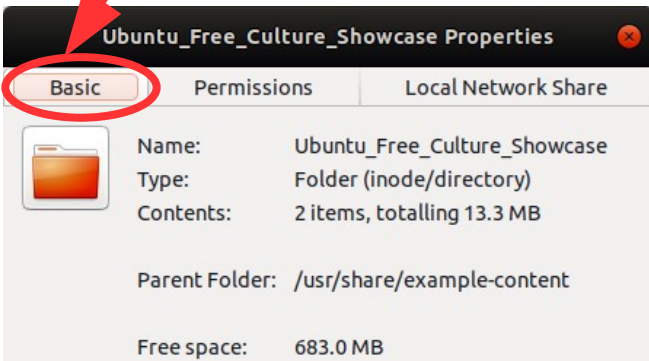 Ubuntu_Free_Culture_Showcase Properties
Basic Permissions Local Network Share
Name: Ubuntu_Free_Culture_Showcase
Type: Folder (inode/directory)
Contents: 2 items, totalling 13.3 MB
Parent Folder: /usr/share/example-content
Free space: 683.0 MB